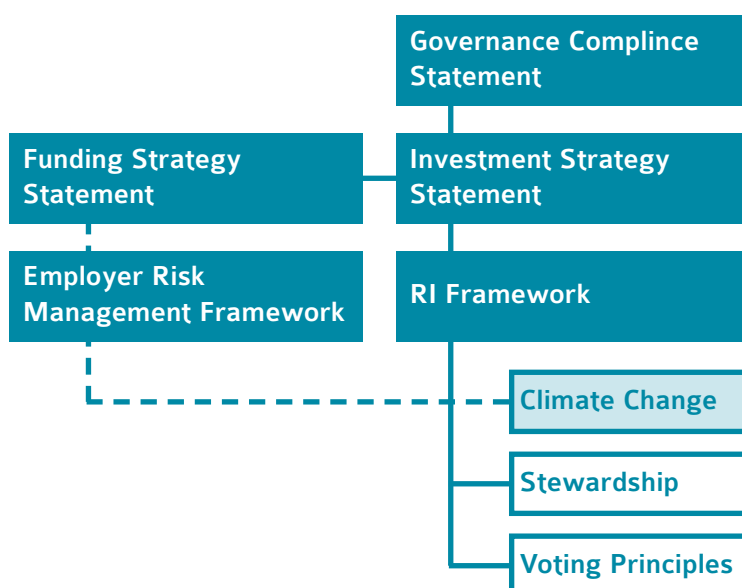 Governance Complince
Statement
Funding Strategy
Statement
Investment Strategy
Statement
Employer Risk
Management Framework
RI Framework
Climate Change
Stewardship
Voting Principles